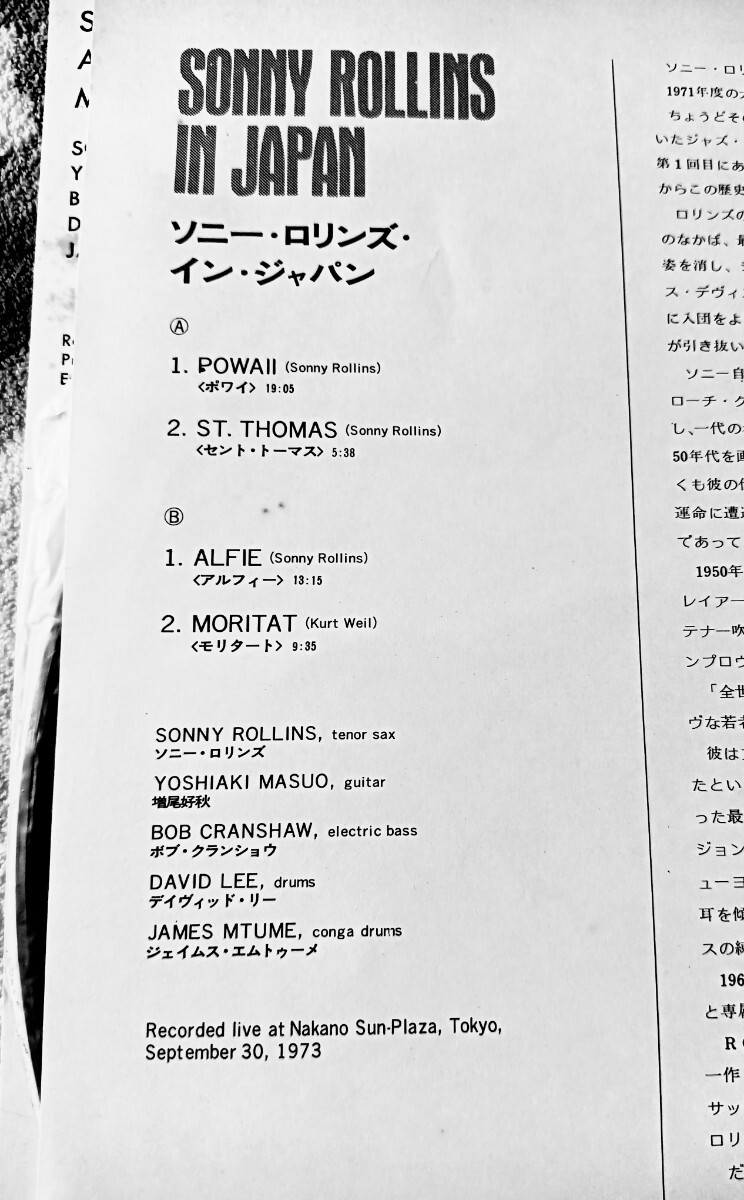 SONNY ROLLINS
IN JAPAN
ソニー・ロリンズ・
イン・ジャパン
Ⓐ
1. POWAII (Sonny Rollins)
〈ポワイ〉 19:05
2. ST. THOMAS (Sonny Rollins)
〈セント・トーマス〉 5:38
Ⓑ
1. ALFIE (Sonny Rollins)
〈アルフィー〉 13:15
2. MORITAT (Kurt Weil)
〈モリタート〉 9:35
SONNY ROLLINS, tenor sax
ソニー・ロリンズ
YOSHIAKI MASUO, guitar
増尾好秋
BOB CRANSHAW, electric bass
ボブ・クランショウ
DAVID LEE, drums
デイヴィッド・リー
JAMES MTUME, conga drums
ジェイムス・エムトゥーメ
Recorded live at Nakano Sun-Plaza, Tokyo,
September 30, 1973
ソニー・ロリ
1971年度の
ちょうどその
いたジャズ・
第1回目にあ
からこの歴史
ロリンズの
のなかば、最
姿を消し、
ス・デヴィ
に入団をよ
が引き抜い
ソニー自
ローチ・ク
し、一代の
50年代を画
くも彼の
運命に遭
であって
1950年
レイアー
テナー吹
ンプロヴ
「全世
ヴな若者
彼は
たとい
った最
ジョン
ューヨ
耳を傾
スの練
196
と専属
R
一作
サッ
ロリ
だ